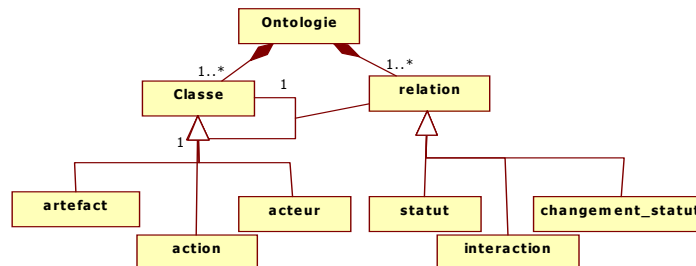 Ontologie
1..*
1..*
Classe
1
relation
1
artefact
acteur
statut
changement_statut
action
interaction